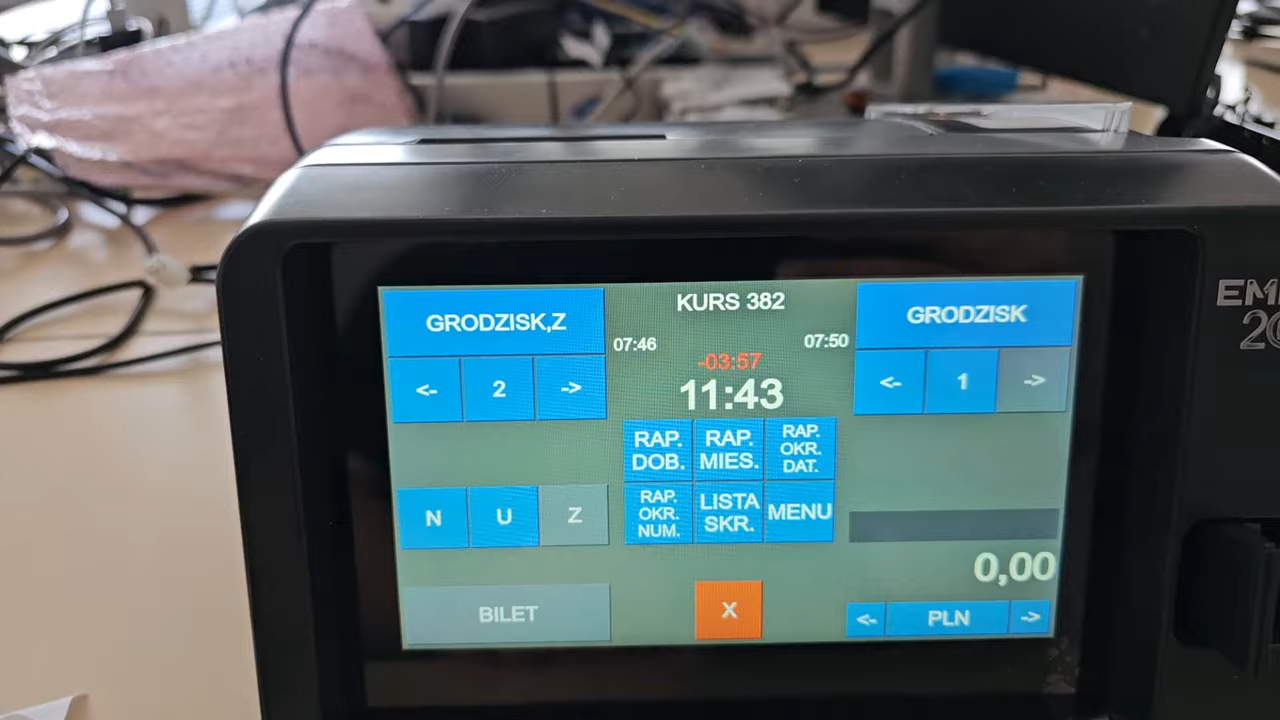 GRODZISK,Z
KURS 382
GRODZISK
07:46
07:50
-03:57
11:43
<- 2 ->
<- 1 ->
RAP. DOB.
RAP. MIES.
RAP. OKR. DAT.
N U Z
RAP. OKR. NUM.
LISTA SKR.
MENU
0,00
BILET
X
<- PLN ->